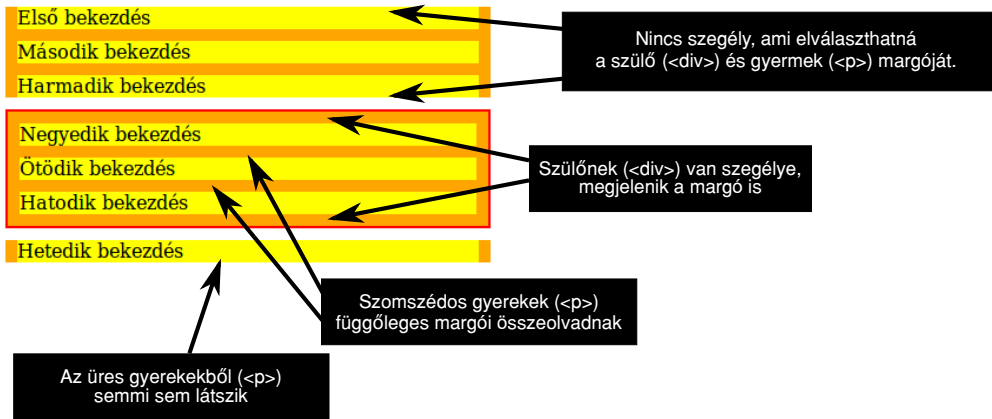 Első bekezdés
Második bekezdés
Harmadik bekezdés
Nincs szegély, ami elválaszthatná
a szülő (<div>) és gyermek (<p>) margóját.
Negyedik bekezdés
Ötödik bekezdés
Hatodik bekezdés
Szülőnek (<div>) van szegélye,
megjelenik a margó is
Hetedik bekezdés
Szomszédos gyerekek (<p>)
függőleges margói összeolvadnak
Az üres gyerekekből (<p>)
semmi sem látszik